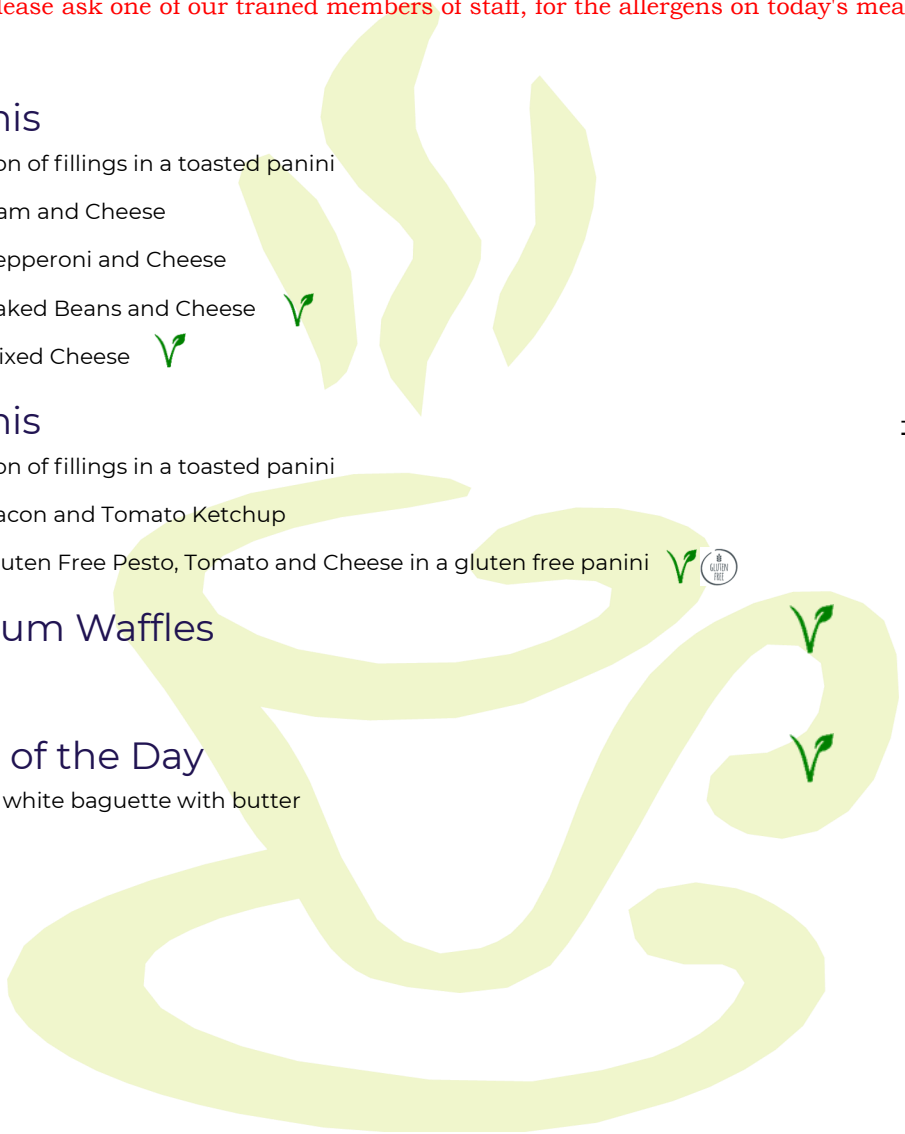 lease ask one of our trained members of staff, for the allergens on today's mea
nis
on of fillings in a toasted panini
am and Cheese
epperoni and Cheese
aked Beans and Cheese
ixed Cheese
nis
on of fillings in a toasted panini
acon and Tomato Ketchup
uten Free Pesto, Tomato and Cheese in a gluten free panini
GLUTEN
FREE
um Waffles
of the Day
white baguette with butter